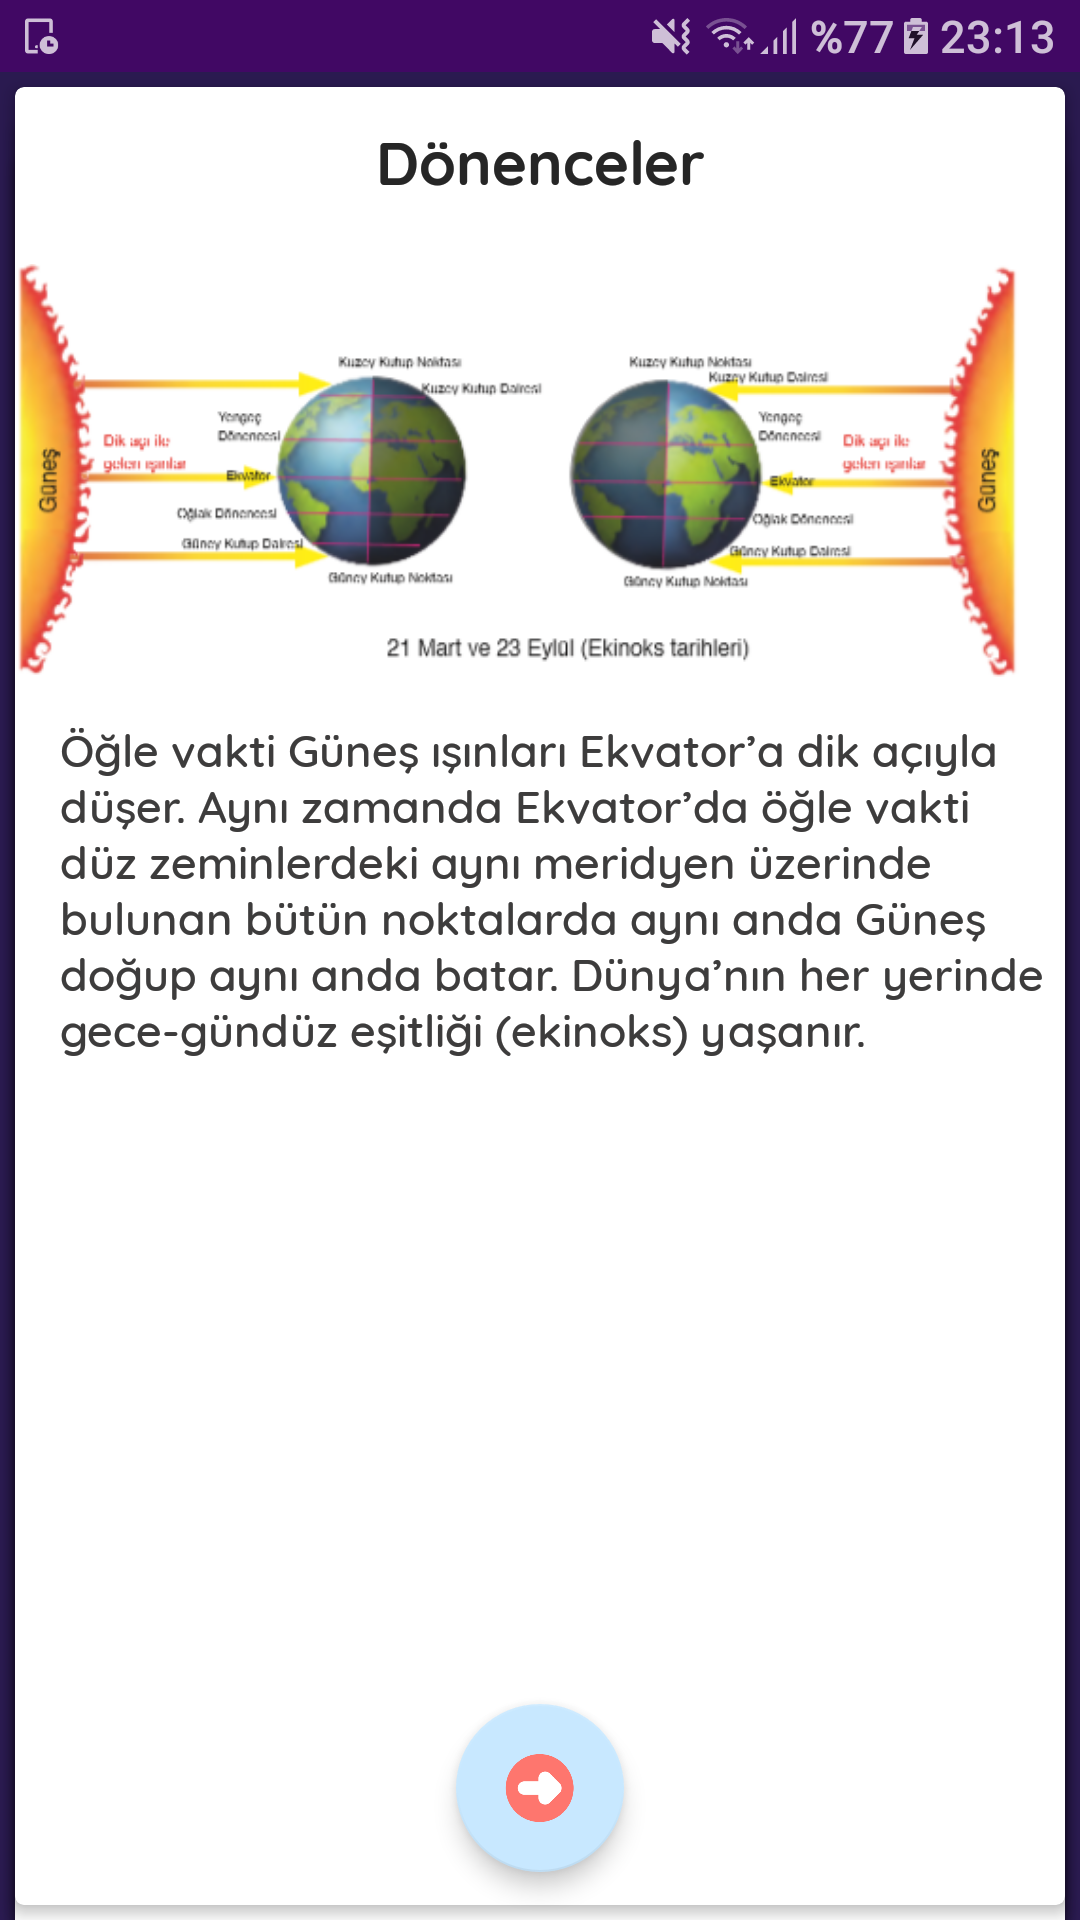 %77 23:13
Dönenceler
Kuzey Kutup Noktası
Kuzey Kutup Dairesi
Yengeç
Dönencesi
Dik açı ile
gelen ışınlar
Güneş
Ekvator
Oğlak Dönencesi
Güney Kutup Dairesi
Güney Kutup Noktası
Kuzey Kutup Noktası
Kuzey Kutup Dairesi
Yengeç
Dönencesi
Dik açı ile
gelen ışınlar
Güneş
Ekvator
Oğlak Dönencesi
Güney Kutup Dairesi
Güney Kutup Noktası
21 Mart ve 23 Eylül (Ekinoks tarihleri)
Öğle vakti Güneş ışınları Ekvator’a dik açıyla
düşer. Aynı zamanda Ekvator’da öğle vakti
düz zeminlerdeki aynı meridyen üzerinde
bulunan bütün noktalarda aynı anda Güneş
doğup aynı anda batar. Dünya’nın her yerinde
gece-gündüz eşitliği (ekinoks) yaşanır.